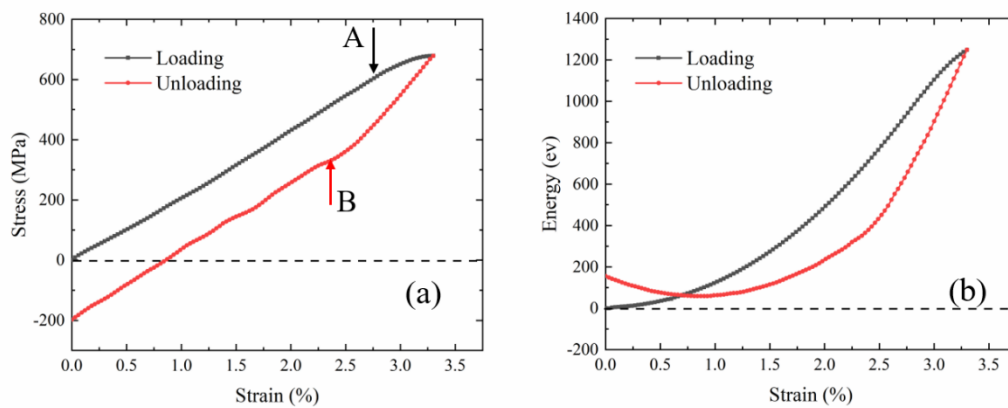 800
600
400
200
0
-200
Stress (MPa)
Loading
Unloading
A
B
(a)
0.0 0.5 1.0 1.5 2.0 2.5 3.0 3.5
Strain (%)
1400
1200
1000
800
600
400
200
0
-200
Energy (ev)
Loading
Unloading
(b)
0.0 0.5 1.0 1.5 2.0 2.5 3.0 3.5
Strain (%)